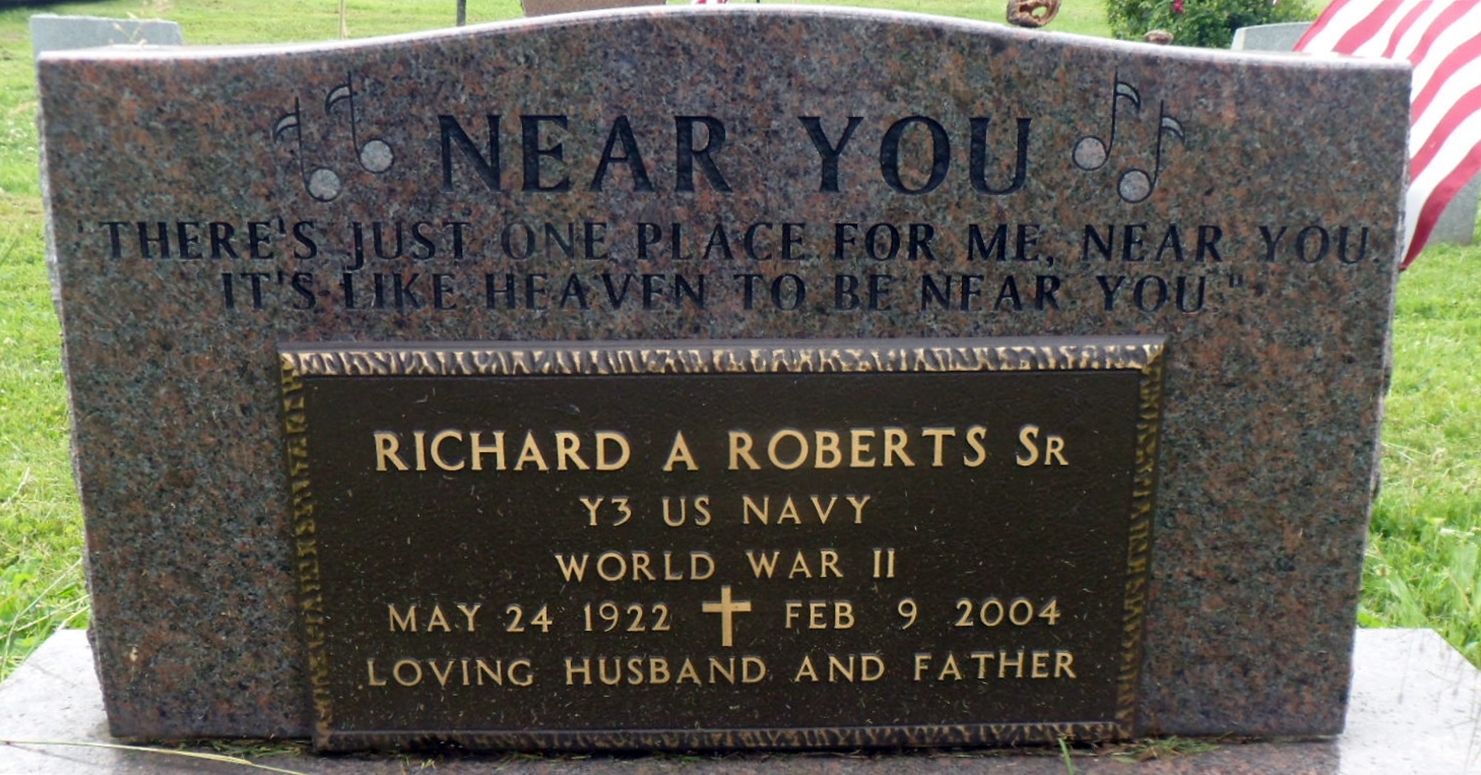 NEAR YOU
"THERE'S JUST ONE PLACE FOR ME, NEAR YOU.
IT'S LIKE HEAVEN TO BE NEAR YOU."
RICHARD A ROBERTS SR
Y3 US NAVY
WORLD WAR II
MAY 24 1922 FEB 9 2004
LOVING HUSBAND AND FATHER